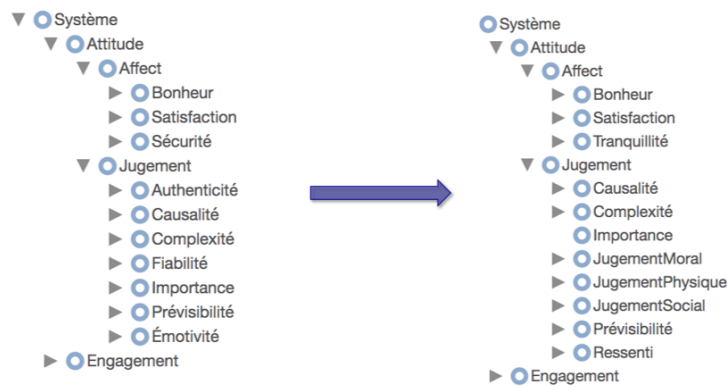 Système
Attitude
Affect
Bonheur
Satisfaction
Sécurité
Jugement
Authenticité
Causalité
Complexité
Fiabilité
Importance
Prévisibilité
Émotivité
Engagement
Système
Attitude
Affect
Bonheur
Satisfaction
Tranquillité
Jugement
Causalité
Complexité
Importance
JugementMoral
JugementPhysique
JugementSocial
Prévisibilité
Ressenti
Engagement